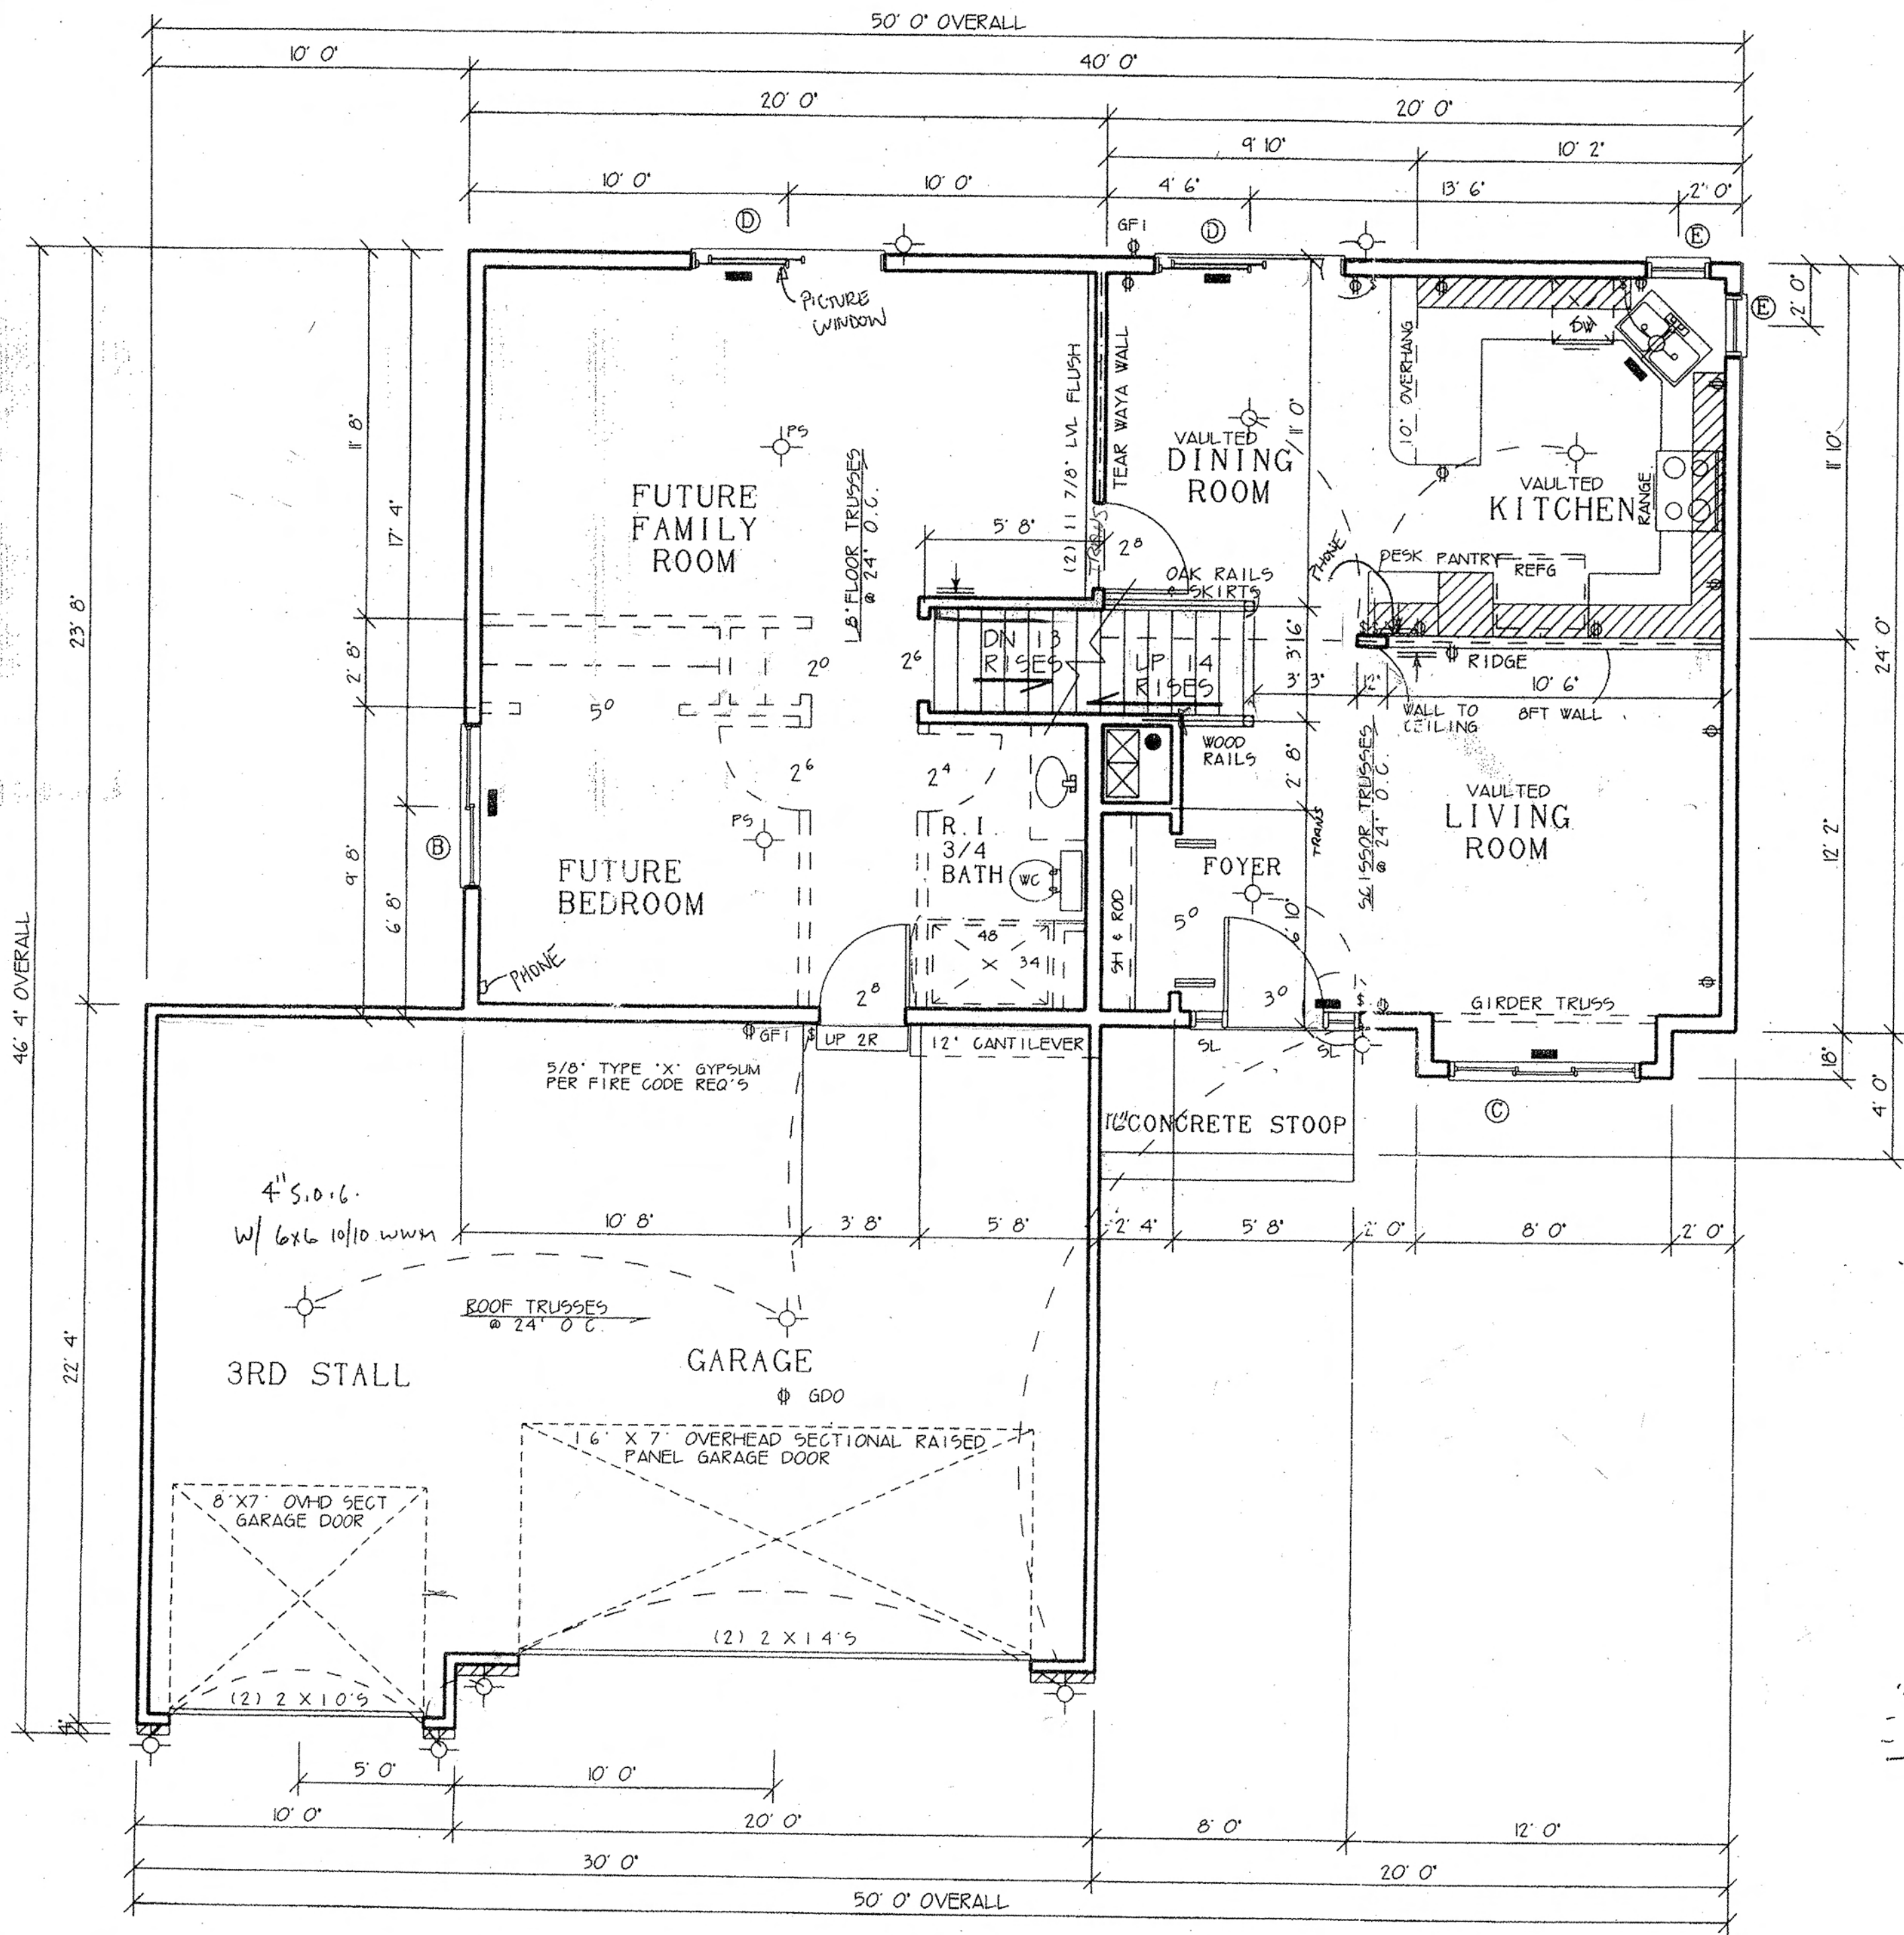 50' 0" OVERALL
10' 0"
40' 0"
20' 0"
20' 0"
9' 10"
10' 2"
10' 0"
10' 0"
4' 6"
13' 6"
2' 0"
D
GFI
D
E
E
2' 0"
PICTURE
WINDOW
DW
10" OVERHANG
TEAR WAYA WALL
(2) 11 7/8" LVL FLUSH
11' 0"
11' 8"
17' 4"
23' 8"
46' 4" OVERALL
PS
FUTURE
FAMILY
ROOM
18" FLOOR TRUSSES
@ 24" O.C.
VAULTED
DINING
ROOM
VAULTED
KITCHEN
RANGE
11' 10"
24' 0"
5' 8"
2⁸
OAK RAILS
& SKIRTS
PHONE
DESK
PANTRY
REFG
DN 13
RISES
UP 14
RISES
2⁶
2⁰
3' 6"
3' 3"
12"
RIDGE
10' 6"
WALL TO
CEILING
8FT WALL
2' 8"
5⁰
2⁶
2⁴
WOOD
RAILS
2' 8"
SCISSOR TRUSSES
@ 24" O.C.
TRANS
VAULTED
LIVING
ROOM
12' 2"
B
PS
9' 8"
6' 8"
FUTURE
BEDROOM
R. I.
3/4
BATH
WC
FOYER
SH & ROD
5⁰
6' 10"
48
X 34
PHONE
2⁸
3⁰
GIRDER TRUSS
GFI
UP 2R
12" CANTILEVER
SL
SL
18"
4' 0"
5/8" TYPE "X" GYPSUM
PER FIRE CODE REQ'S
C
16" CONCRETE STOOP
4" S.O.G.
W/ 6x6 10/10 WWM
10' 8"
3' 8"
5' 8"
2' 4"
5' 8"
2' 0"
8' 0"
2' 0"
ROOF TRUSSES
@ 24" O C.
22' 4"
3RD STALL
GARAGE
GDO
16' X 7' OVERHEAD SECTIONAL RAISED
PANEL GARAGE DOOR
8'X7' OVHD SECT
GARAGE DOOR
(2) 2 X 14'S
(2) 2 X 10'S
4"
5' 0"
10' 0"
10' 0"
20' 0"
8' 0"
12' 0"
30' 0"
20' 0"
50' 0" OVERALL